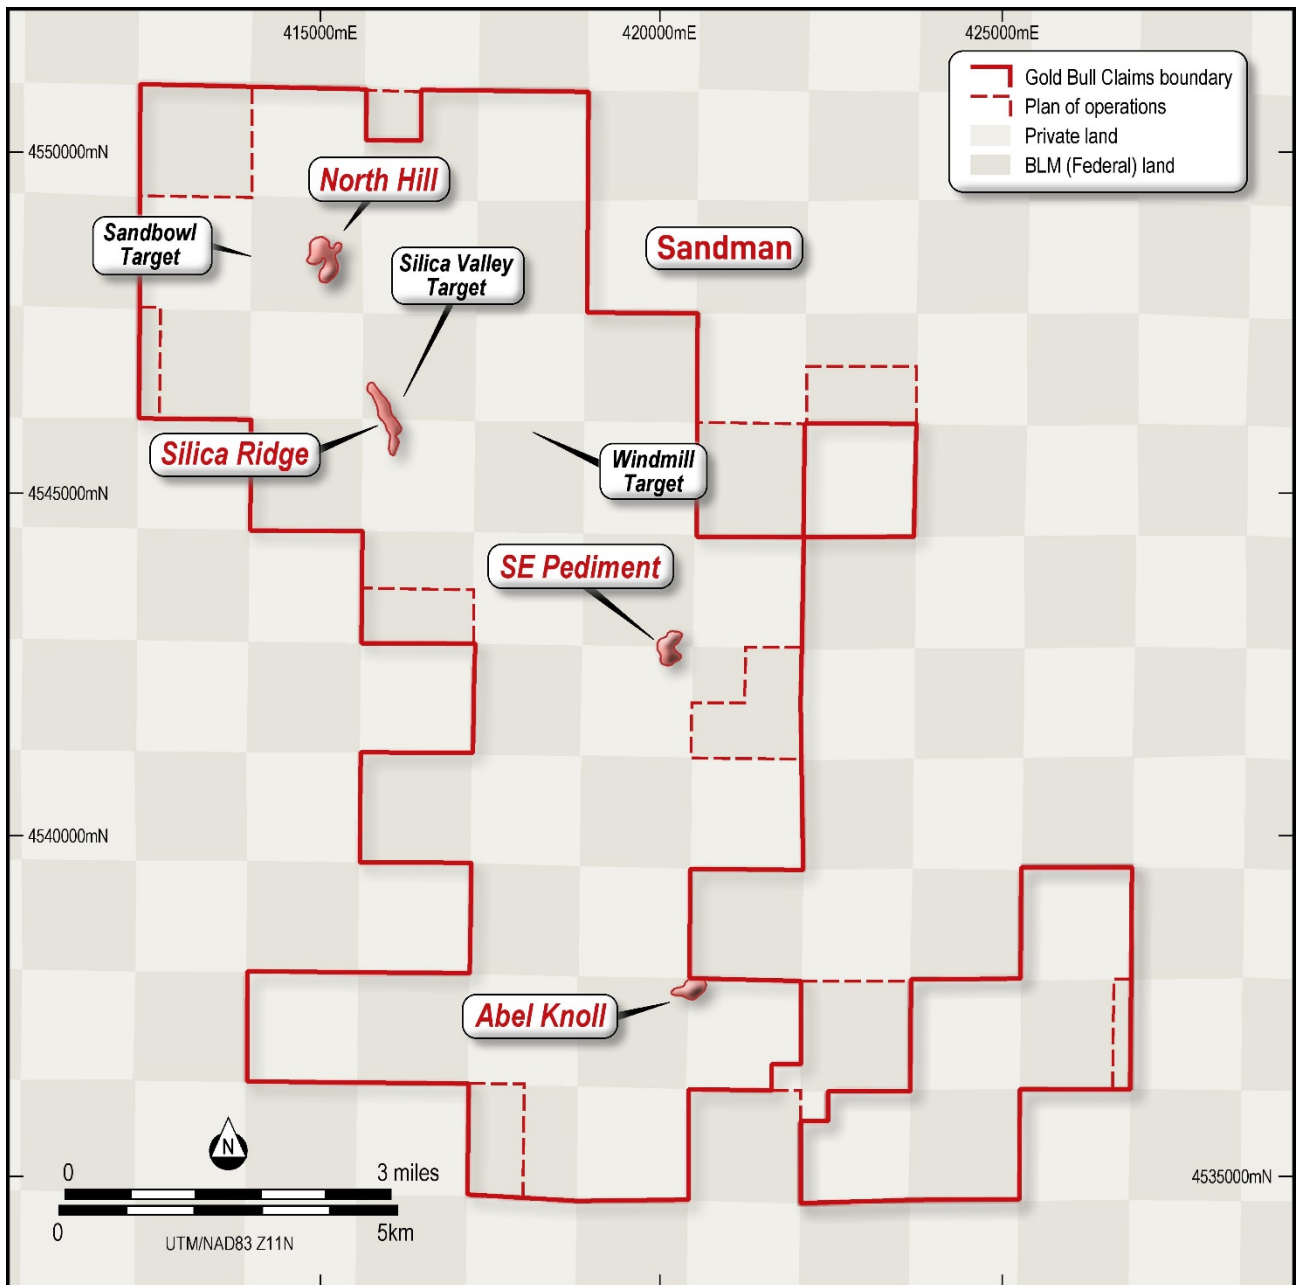 415000mE
420000mE
425000mE
Gold Bull Claims boundary
Plan of operations
Private land
BLM (Federal) land
4550000mN
North Hill
Sandbowl
Target
Silica Valley
Target
Sandman
Silica Ridge
Windmill
Target
4545000mN
SE Pediment
4540000mN
Abel Knoll
N
0
3 miles
4535000mN
0
5km
UTM/NAD83 Z11N